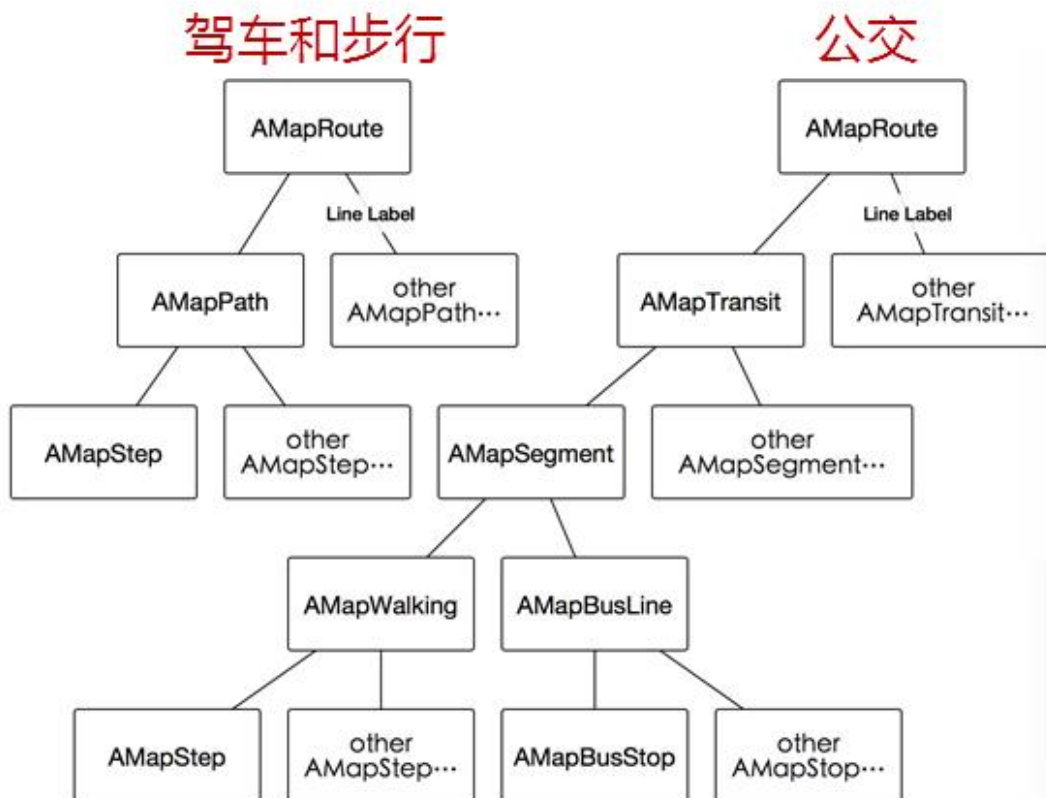 驾车和步行
公交
AMapRoute
AMapRoute
Line Label
Line Label
AMapPath
other
AMapPath···
AMapTransit
other
AMapTransit···
AMapStep
other
AMapStep···
AMapSegment
other
AMapSegment···
AMapWalking
AMapBusLine
AMapStep
other
AMapStep···
AMapBusStop
other
AMapStop···